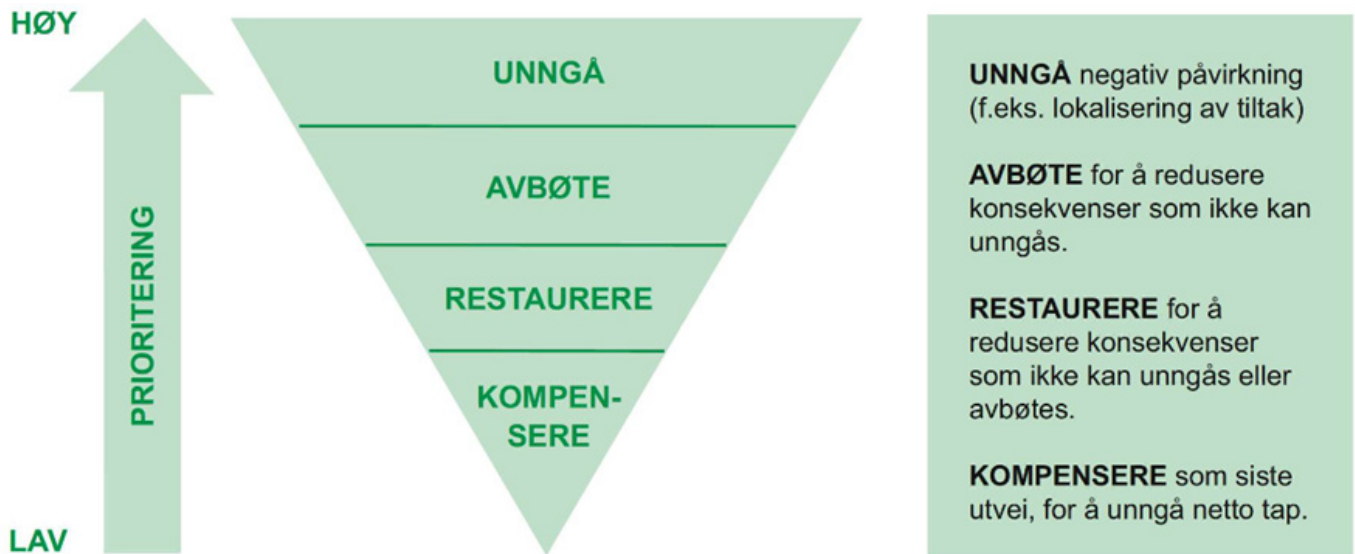 HØY
PRIORITERING
LAV
UNNGÅ
AVBØTE
RESTAURERE
KOMPEN-
SERE
UNNGÅ negativ påvirkning
(f.eks. lokalisering av tiltak)
AVBØTE for å redusere
konsekvenser som ikke kan
unngås.
RESTAURERE for å
redusere konsekvenser
som ikke kan unngås eller
avbøtes.
KOMPENSERE som siste
utvei, for å unngå netto tap.